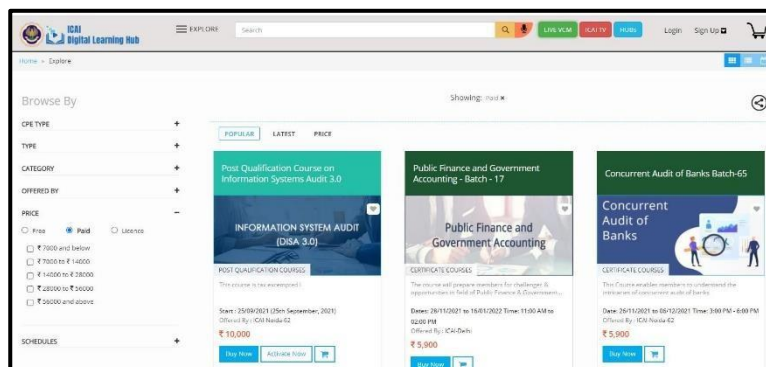 ICAI
Digital Learning Hub
EXPLORE
Search
LIVE VCM
ICAI TV
HUBs
Login
Sign Up
Home » Explore
Browse By
Showing: Paid ×
CPE TYPE +
TYPE +
CATEGORY +
OFFERED BY +
PRICE −
Free
Paid
Licence
₹ 7000 and below
₹ 7000 to ₹ 14000
₹ 14000 to ₹ 28000
₹ 28000 to ₹ 56000
₹ 56000 and above
SCHEDULES +
POPULAR
LATEST
PRICE
Post Qualification Course on
Information Systems Audit 3.0
INFORMATION SYSTEM AUDIT
(DISA 3.0)
POST QUALIFICATION COURSES
This course is tax exempted !
Start : 25/09/2021 (25th September, 2021)
Offered By : ICAI Noida-62
₹ 10,000
Buy Now
Activate Now
Public Finance and Government
Accounting - Batch - 17
Public Finance and
Government Accounting
CERTIFICATE COURSES
The course will prepare members for challenges &
opportunities in field of Public Finance & Government...
Dates: 28/11/2021 to 16/01/2022 Time: 11:00 AM to
02:00 PM
Offered By : ICAI-Delhi
₹ 5,900
Buy Now
Concurrent Audit of Banks Batch-65
Concurrent
Audit of
Banks
CERTIFICATE COURSES
This Course enables members to understand the
intricacies of concurrent audit of banks
Date: 26/11/2021 to 06/12/2021 Time: 3:00 PM - 6:00 PM
Offered By : ICAI Noida-62
₹ 5,900
Buy Now